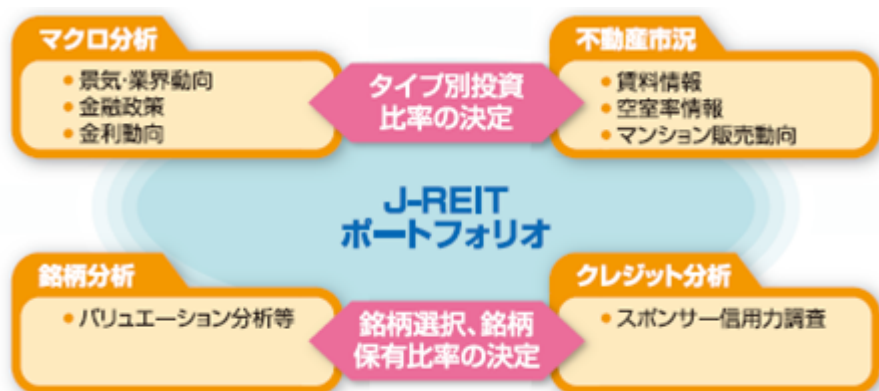 マクロ分析
• 景気・業界動向
• 金融政策
• 金利動向
タイプ別投資
比率の決定
不動産市況
• 賃料情報
• 空室率情報
• マンション販売動向
J-REIT
ポートフォリオ
銘柄分析
• バリュエーション分析等
銘柄選択、銘柄
保有比率の決定
クレジット分析
• スポンサー信用力調査